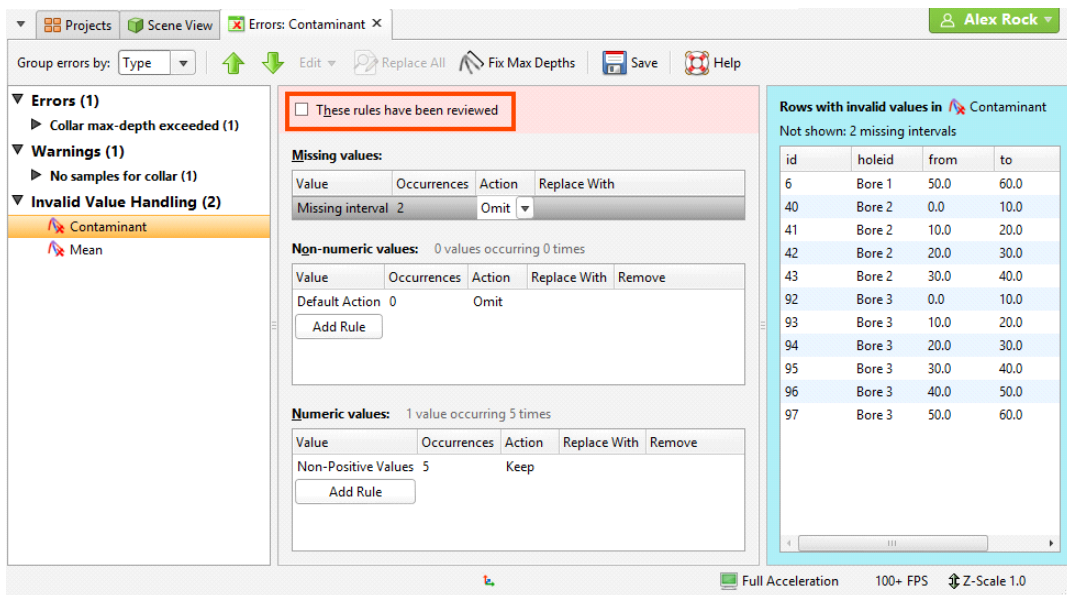 Projects Scene View Errors: Contaminant Alex Rock
Group errors by: Type Edit Replace All Fix Max Depths Save Help
Errors (1)
Collar max-depth exceeded (1)
Warnings (1)
No samples for collar (1)
Invalid Value Handling (2)
Contaminant
Mean
These rules have been reviewed
Missing values:
Value Occurrences Action Replace With
Missing interval 2 Omit
Non-numeric values: 0 values occurring 0 times
Value Occurrences Action Replace With Remove
Default Action 0 Omit
Add Rule
Numeric values: 1 value occurring 5 times
Value Occurrences Action Replace With Remove
Non-Positive Values 5 Keep
Add Rule
Rows with invalid values in Contaminant
Not shown: 2 missing intervals
id holeid from to
6 Bore 1 50.0 60.0
40 Bore 2 0.0 10.0
41 Bore 2 10.0 20.0
42 Bore 2 20.0 30.0
43 Bore 2 30.0 40.0
92 Bore 3 0.0 10.0
93 Bore 3 10.0 20.0
94 Bore 3 20.0 30.0
95 Bore 3 30.0 40.0
96 Bore 3 40.0 50.0
97 Bore 3 50.0 60.0
Full Acceleration 100+ FPS Z-Scale 1.0